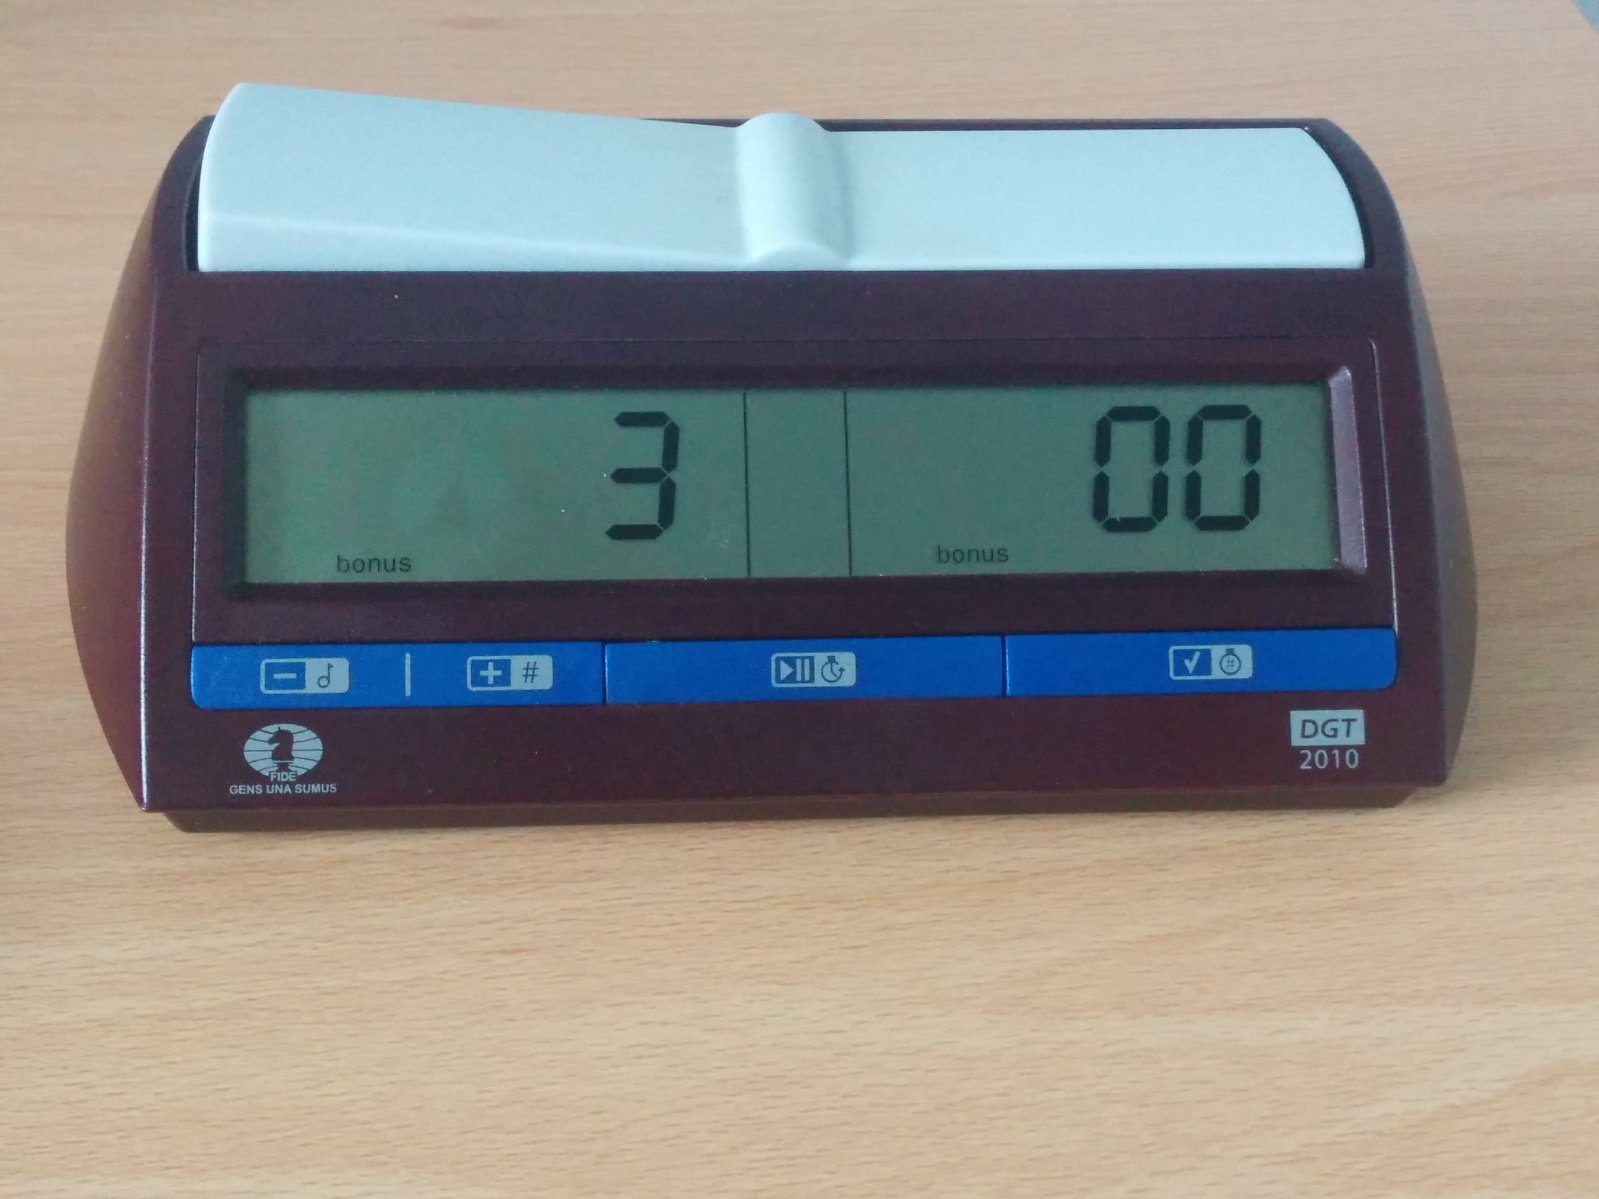 3 00
bonus bonus
#
FIDE
GENS UNA SUMUS
DGT
2010